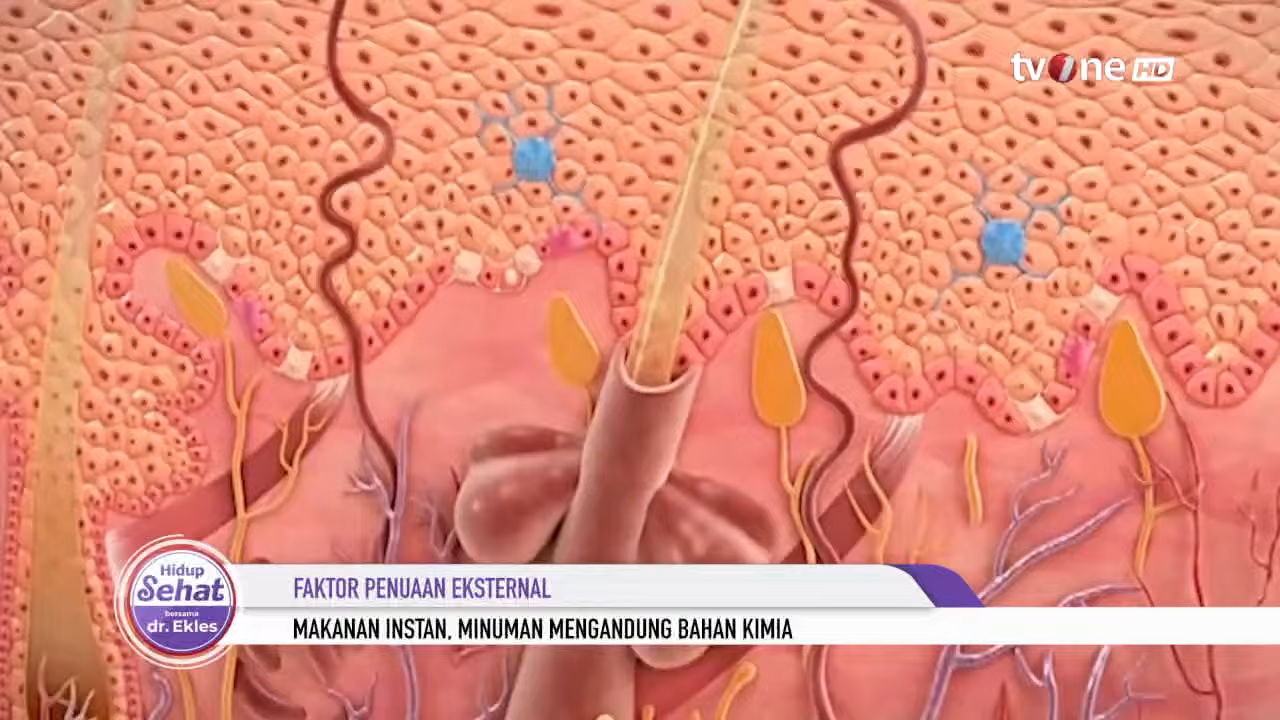 tvOne HD
FAKTOR PENUAAN EKSTERNAL
MAKANAN INSTAN, MINUMAN MENGANDUNG BAHAN KIMIA
Hidup
Sehat
bersama
dr. Ekles